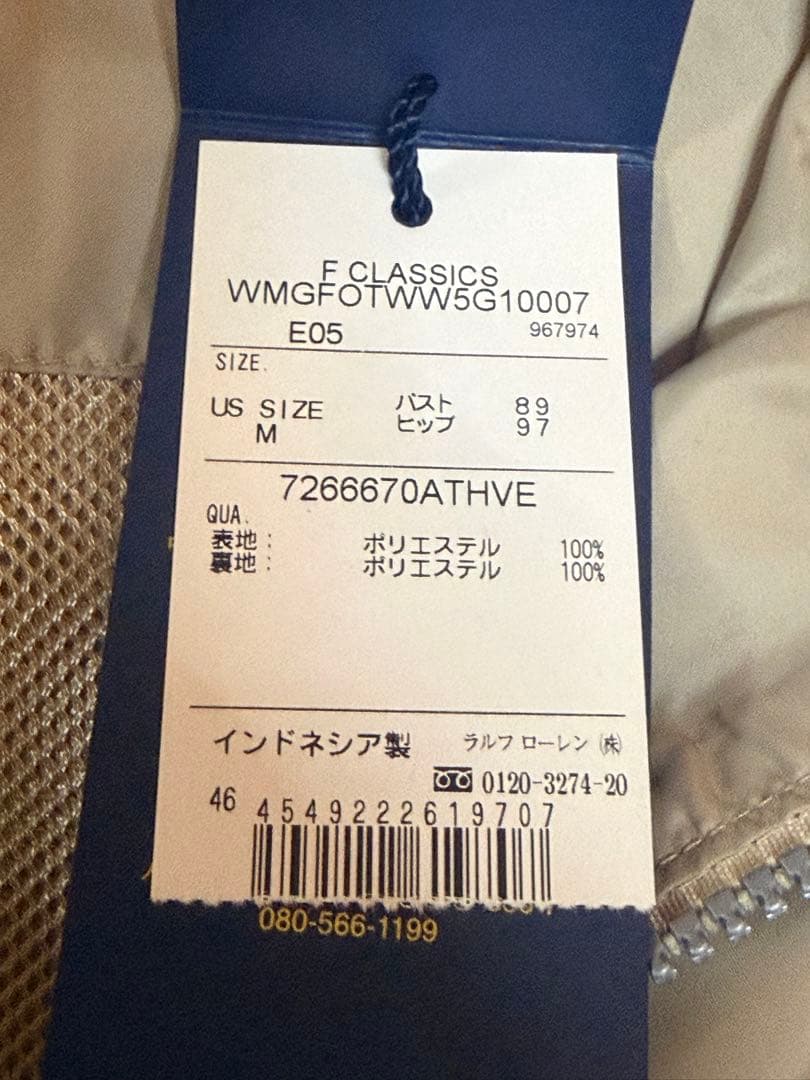 F CLASSICS
WMGFOTWW5G10007
E05 967974
SIZE.
US SIZE バスト 89
M ヒップ 97
7266670ATHVE
QUA.
表地: ポリエステル 100%
裏地: ポリエステル 100%
インドネシア製 ラルフ ローレン(株)
0120-3274-20
46 4549222619707
080-566-1199